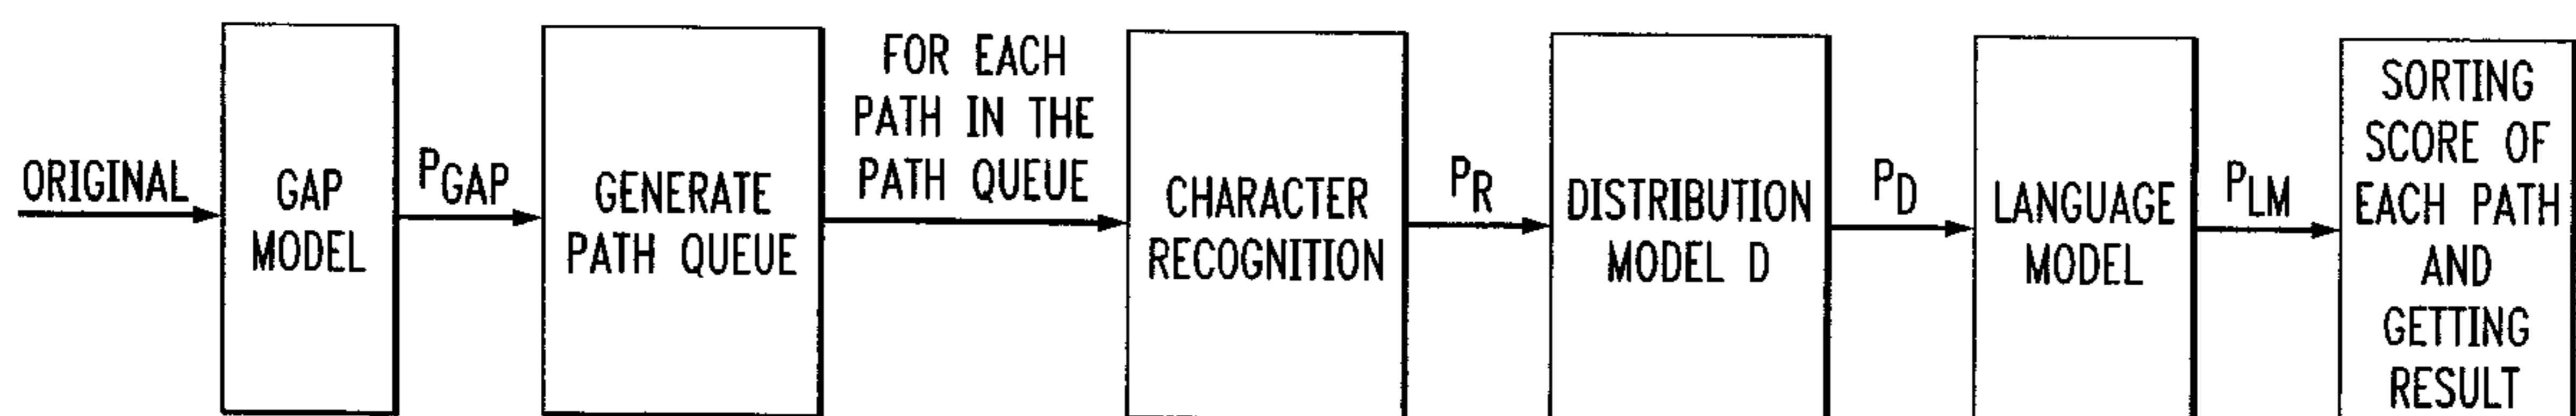 ORIGINAL
GAP
MODEL
PGAP
GENERATE
PATH QUEUE
FOR EACH
PATH IN THE
PATH QUEUE
CHARACTER
RECOGNITION
PR
DISTRIBUTION
MODEL D
PD
LANGUAGE
MODEL
PLM
SORTING
SCORE OF
EACH PATH
AND
GETTING
RESULT